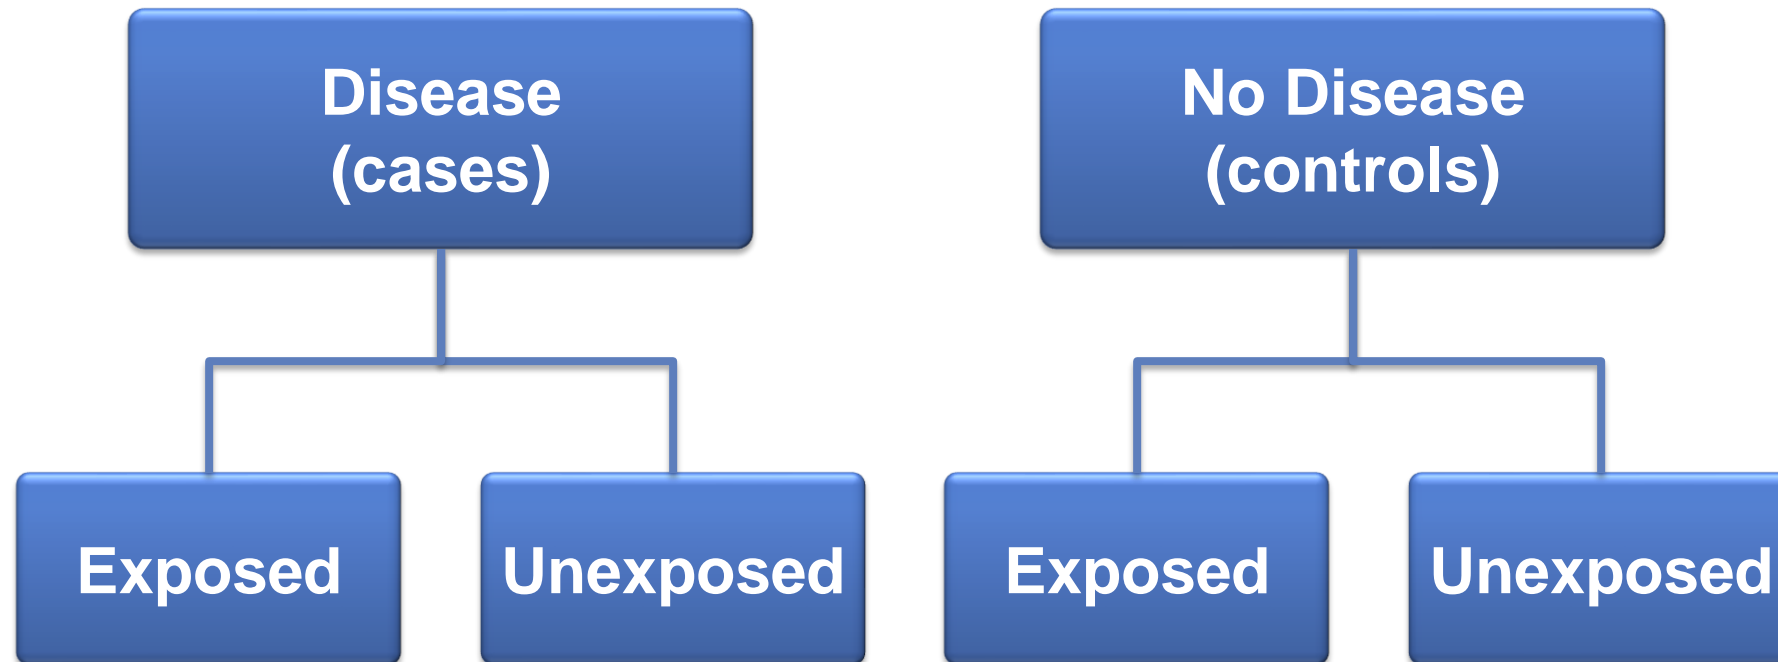 Disease
(cases)
No Disease
(controls)
Exposed
Unexposed
Exposed
Unexposed